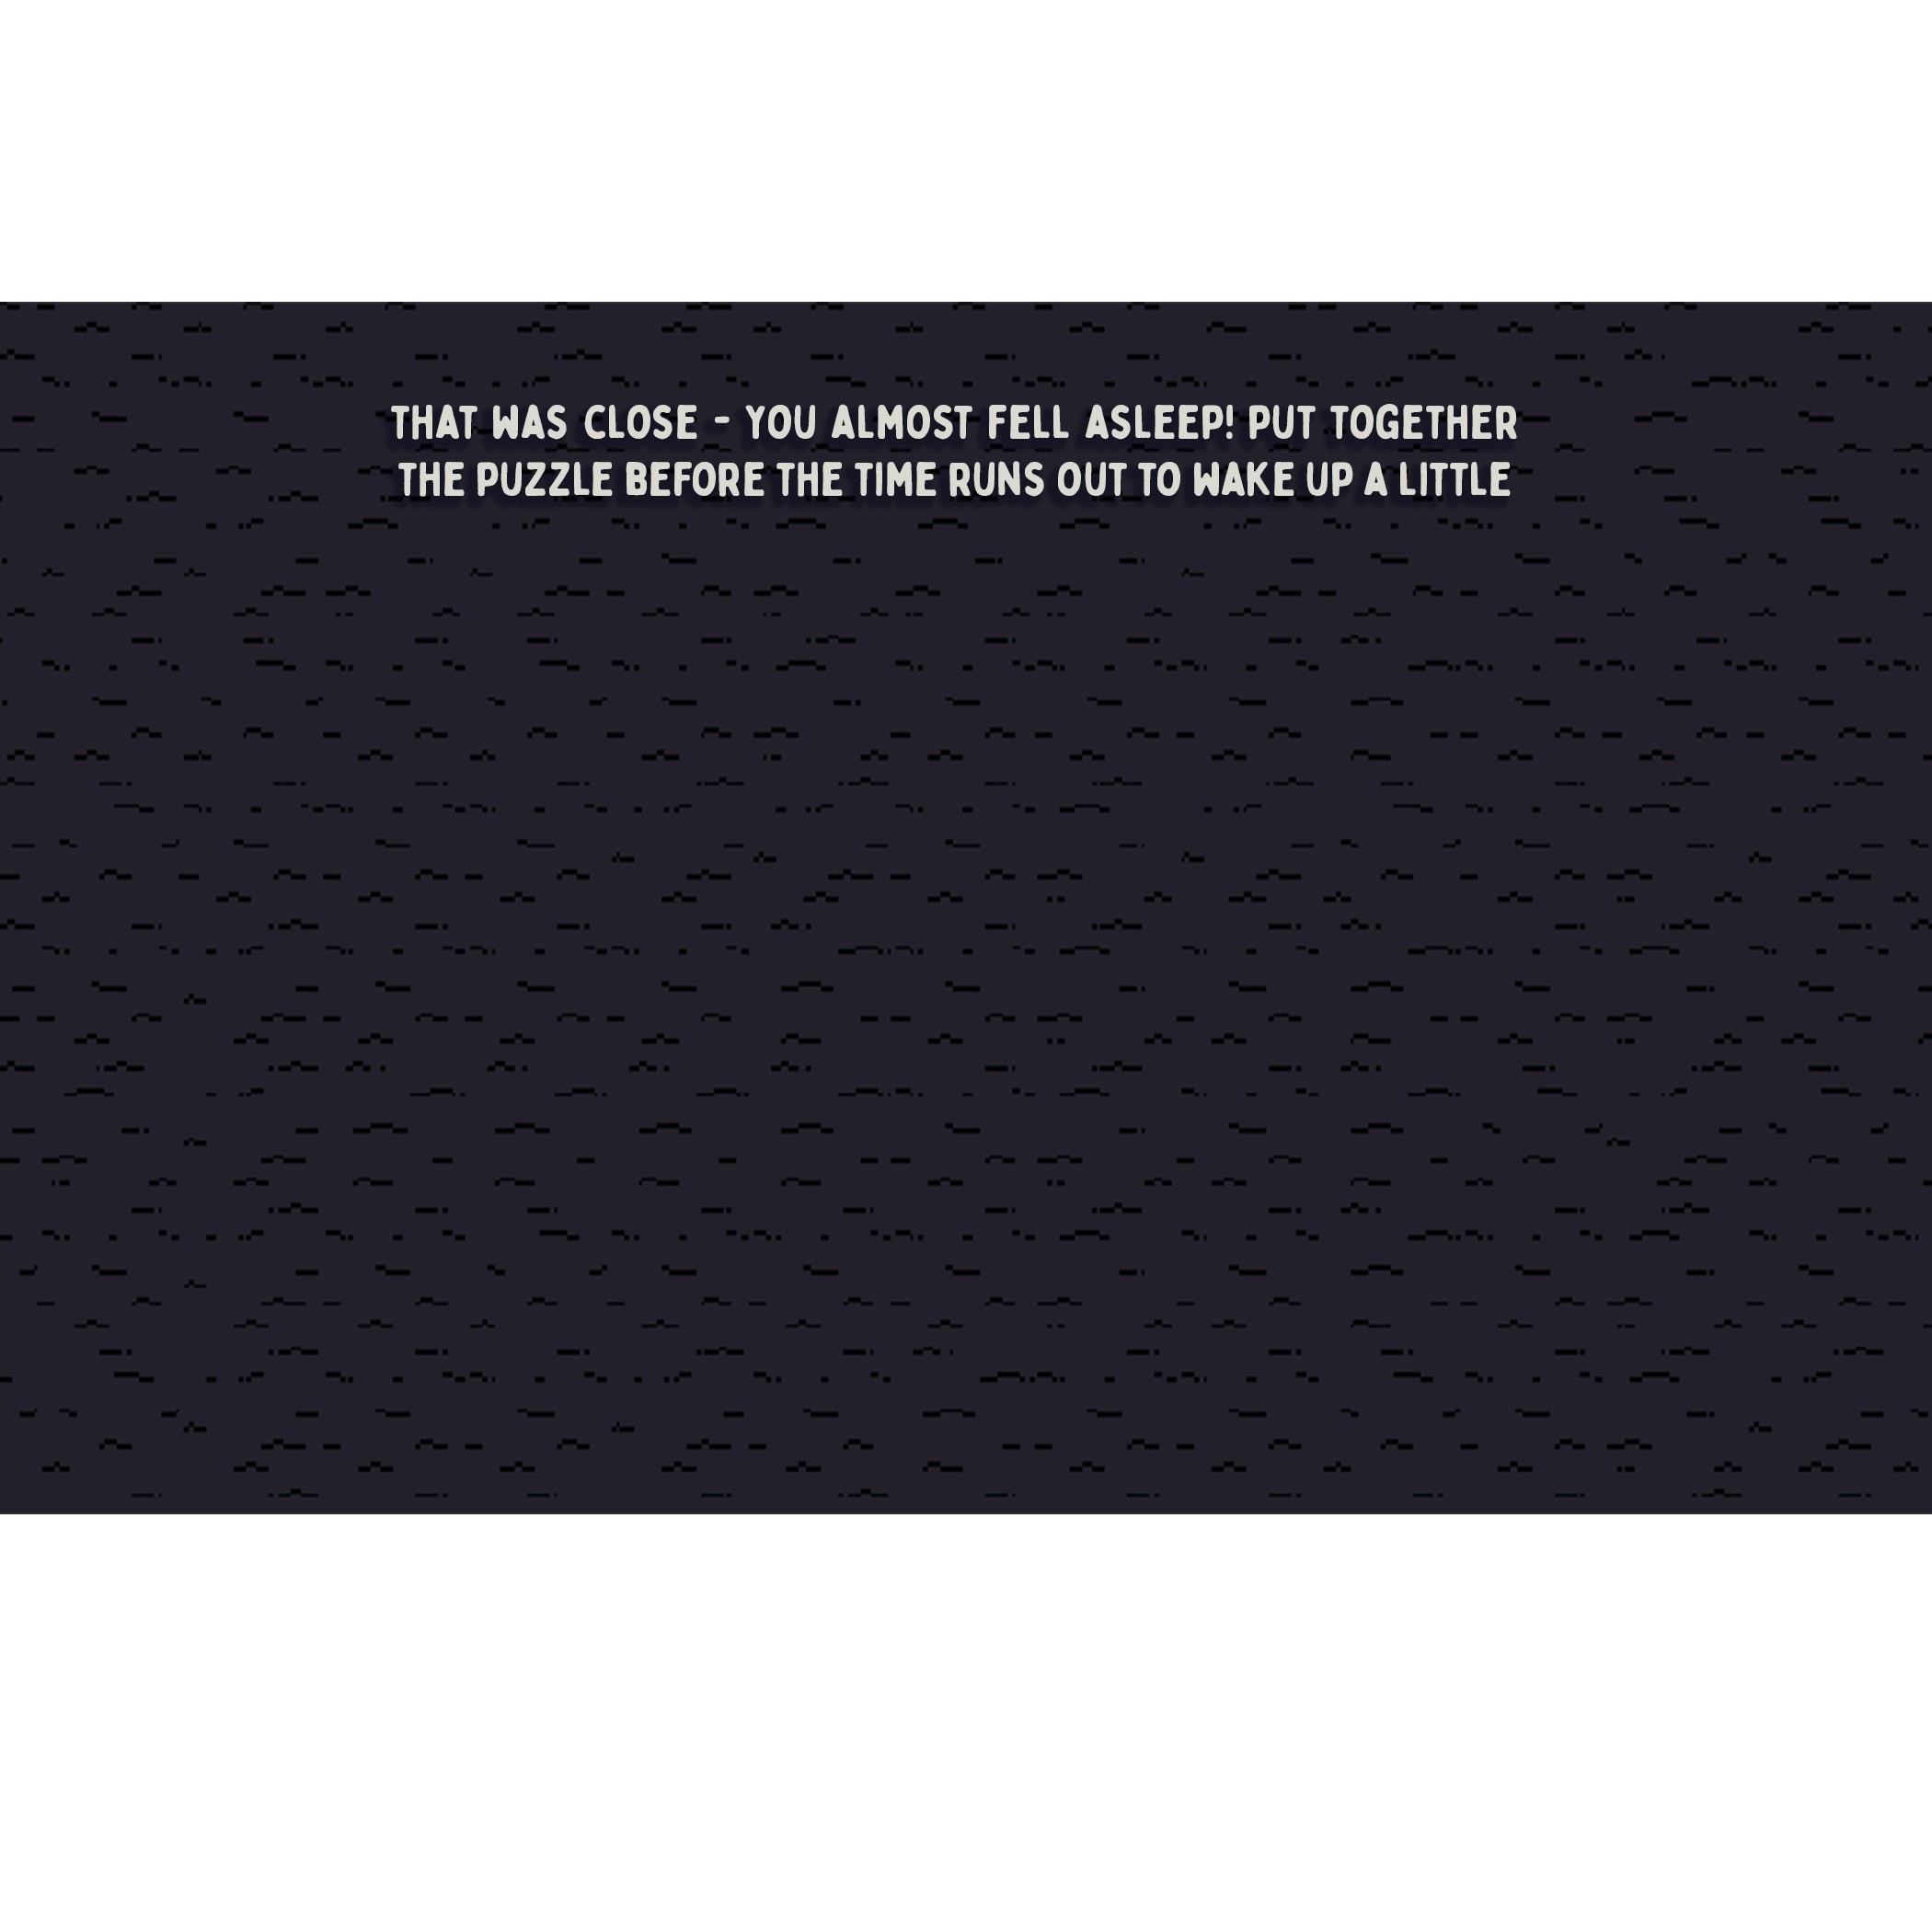 THAT WAS CLOSE - YOU ALMOST FELL ASLEEP! PUT TOGETHER
THE PUZZLE BEFORE THE TIME RUNS OUT TO WAKE UP A LITTLE